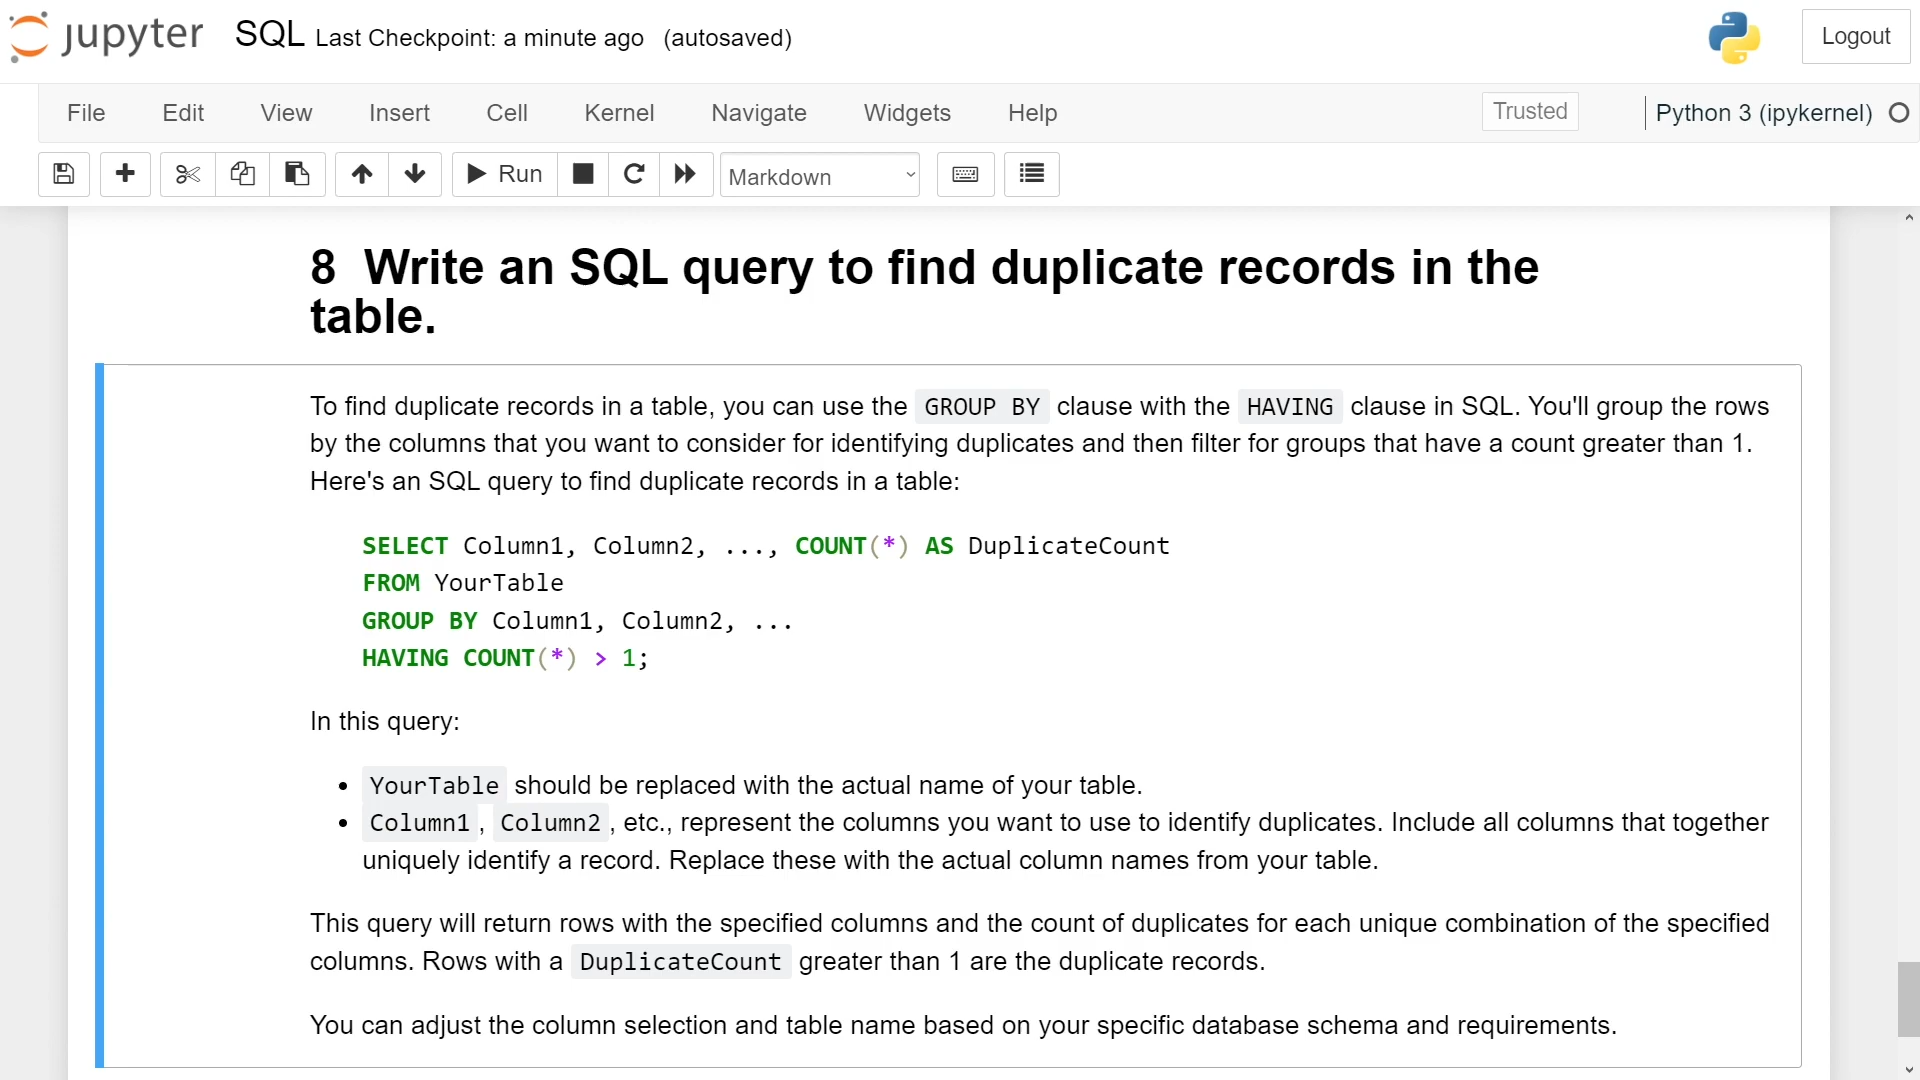 jupyter SQL Last Checkpoint: a minute ago (autosaved) Logout
File Edit View Insert Cell Kernel Navigate Widgets Help Trusted Python 3 (ipykernel)
Run Markdown
8 Write an SQL query to find duplicate records in the
table.
To find duplicate records in a table, you can use the GROUP BY clause with the HAVING clause in SQL. You'll group the rows
by the columns that you want to consider for identifying duplicates and then filter for groups that have a count greater than 1.
Here's an SQL query to find duplicate records in a table:
SELECT Column1, Column2, ..., COUNT(*) AS DuplicateCount
FROM YourTable
GROUP BY Column1, Column2, ...
HAVING COUNT(*) > 1;
In this query:
• YourTable should be replaced with the actual name of your table.
• Column1, Column2, etc., represent the columns you want to use to identify duplicates. Include all columns that together
uniquely identify a record. Replace these with the actual column names from your table.
This query will return rows with the specified columns and the count of duplicates for each unique combination of the specified
columns. Rows with a DuplicateCount greater than 1 are the duplicate records.
You can adjust the column selection and table name based on your specific database schema and requirements.